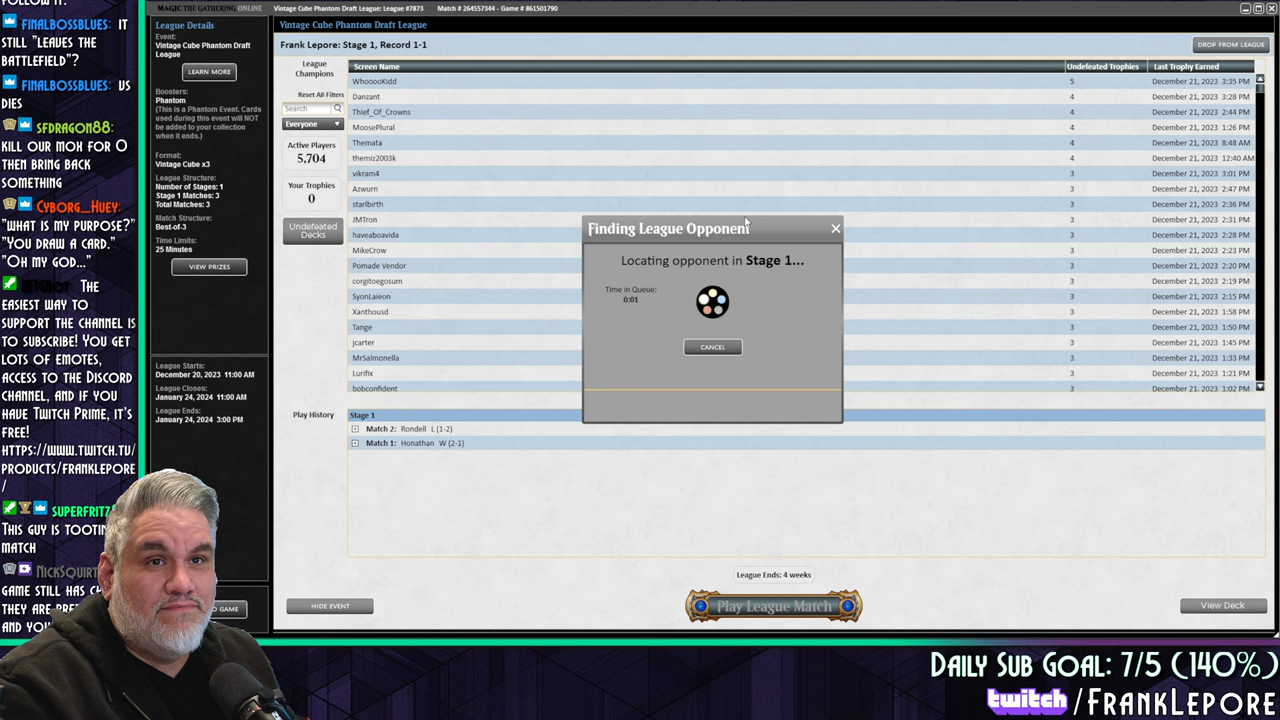 FOLLOW IT.
FINALBOSSBLUES: IT
STILL "LEAVES THE
BATTLEFIELD"?
FINALBOSSBLUES: VS
DIES
SFDRAGON88:
KILL OUR MOX FOR 0
THEN BRING BACK
SOMETHING
CYBORG_HUEY:
"WHAT IS MY PURPOSE?"
"YOU DRAW A CARD."
"OH MY GOD..."
THE
EASIEST WAY TO
SUPPORT THE CHANNEL IS
TO SUBSCRIBE! YOU GET
LOTS OF EMOTES,
ACCESS TO THE DISCORD
CHANNEL, AND IF YOU
HAVE TWITCH PRIME, IT'S
FREE!
HTTPS://WWW.TWITCH.TV/
PRODUCTS/FRANKLEPORE
/
SUPERFRITZ
THIS GUY IS TOOTIN
MATCH
NICKSQUIRT
GAME STILL HAS
THEY ARE PRE
AND YO
MAGIC THE GATHERING ONLINE
Vintage Cube Phantom Draft League: League #7873 Match # 264557344 - Game # 861501790
League Details
Event:
Vintage Cube Phantom Draft
League
LEARN MORE
Boosters:
Phantom
(This is a Phantom Event. Cards
used during this event will NOT
be added to your collection
when it ends.)
Format:
Vintage Cube x3
League Structure:
Number of Stages: 1
Stage 1 Matches: 3
Total Matches: 3
Match Structure:
Best-of-3
Time Limits:
25 Minutes
VIEW PRIZES
League Starts:
December 20, 2023 11:00 AM
League Closes:
January 24, 2024 11:00 AM
League Ends:
January 24, 2024 3:00 PM
GAME
Vintage Cube Phantom Draft League
Frank Lepore: Stage 1, Record 1-1
DROP FROM LEAGUE
League
Champions
Reset All Filters
Search
Everyone
Active Players
5,704
Your Trophies
0
Undefeated
Decks
Screen Name Undefeated Trophies Last Trophy Earned
WhooooKidd 5 December 21, 2023 3:35 PM
Danzant 4 December 21, 2023 3:28 PM
Thief_Of_Crowns 4 December 21, 2023 2:44 PM
MoosePlural 4 December 21, 2023 1:26 PM
Themata 4 December 21, 2023 8:48 AM
themiz2003k 4 December 21, 2023 12:40 AM
vikram4 3 December 21, 2023 3:01 PM
Azwurn 3 December 21, 2023 2:47 PM
starlbirth 3 December 21, 2023 2:36 PM
JMTron 3 December 21, 2023 2:34 PM
haveaboavida 3 December 21, 2023 2:28 PM
MikeCrow 3 December 21, 2023 2:23 PM
Pomade Vendor 3 December 21, 2023 2:20 PM
corgitoegosum 3 December 21, 2023 2:19 PM
SyonLaieon 3 December 21, 2023 2:15 PM
Xanthousd 3 December 21, 2023 1:58 PM
Tange 3 December 21, 2023 1:50 PM
jcarter 3 December 21, 2023 1:45 PM
MrSalmonella 3 December 21, 2023 1:33 PM
Lurifix 3 December 21, 2023 1:21 PM
bobconfident 3 December 21, 2023 1:02 PM
Finding League Opponent
Locating opponent in Stage 1...
Time in Queue:
0:01
CANCEL
Play History
Stage 1
Match 2: Rondell L (1-2)
Match 1: Honathan W (2-1)
League Ends: 4 weeks
HIDE EVENT
Play League Match
View Deck
DAILY SUB GOAL: 7/5 (140%)
twitch/FRANKLEPORE